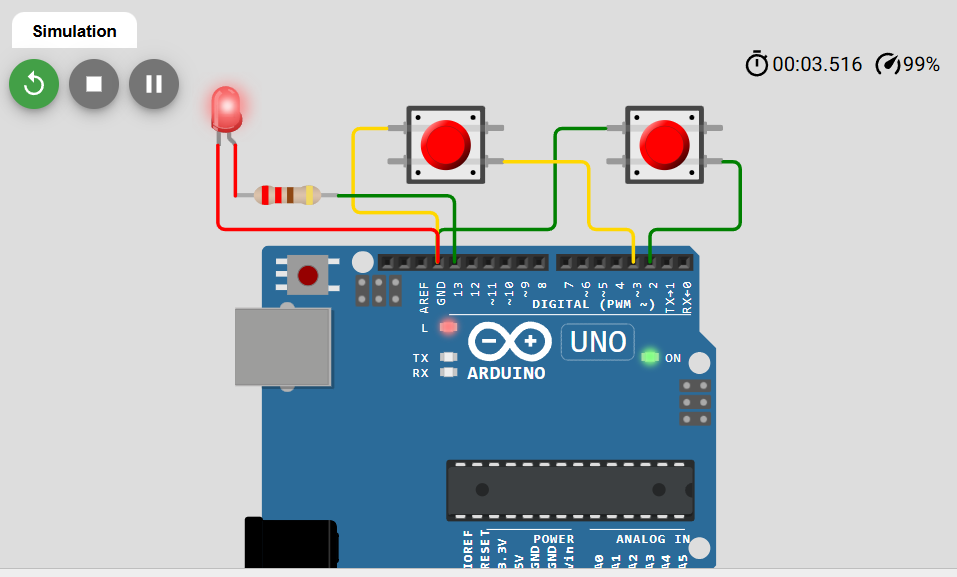 Simulation
00:03.516 99%
AREF
GND
13
12
~11
~10
~9
8
7
~6
~5
4
~3
2
TX→1
RX←0
DIGITAL (PWM ~)
L
TX
RX
UNO
ON
ARDUINO
IOREF
RESET
3.3V
5V
GND
GND
Vin
POWER
ANALOG IN
A0
A1
A2
A3
A4
A5